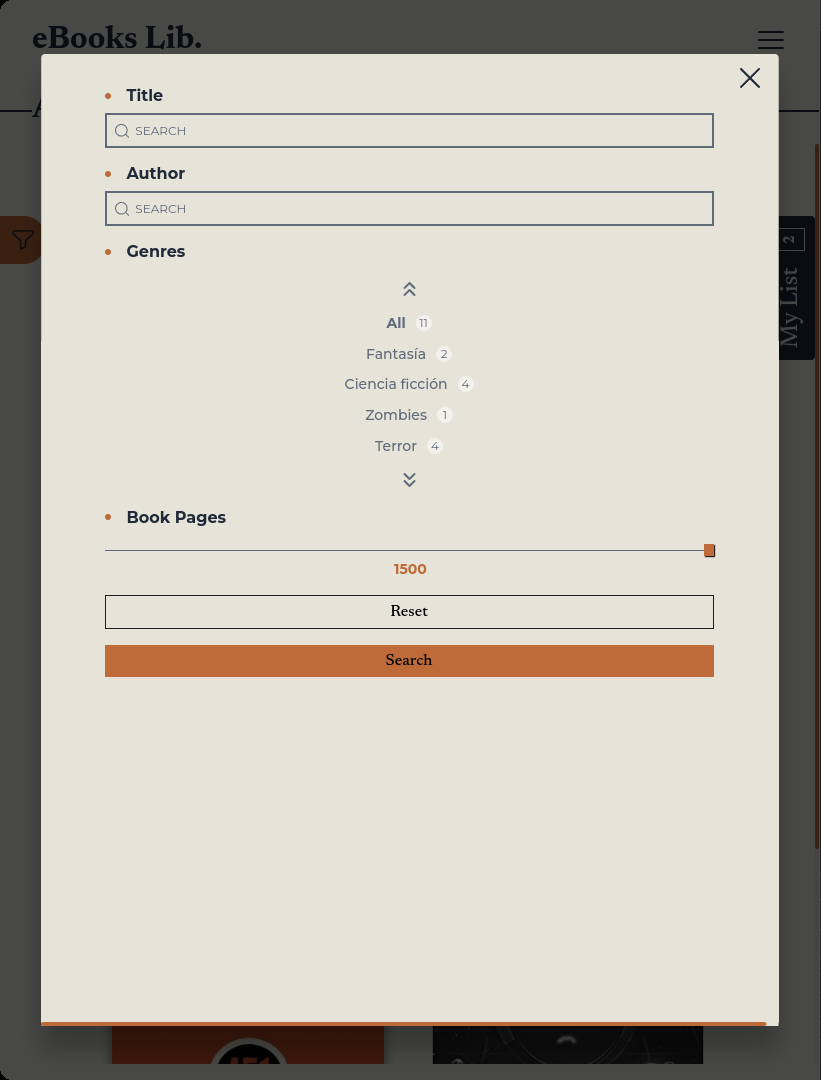 eBooks Lib.
Title
SEARCH
Author
SEARCH
Genres
2
My List
All 11
Fantasía 2
Ciencia ficción 4
Zombies 1
Terror 4
Book Pages
1500
Reset
Search
451